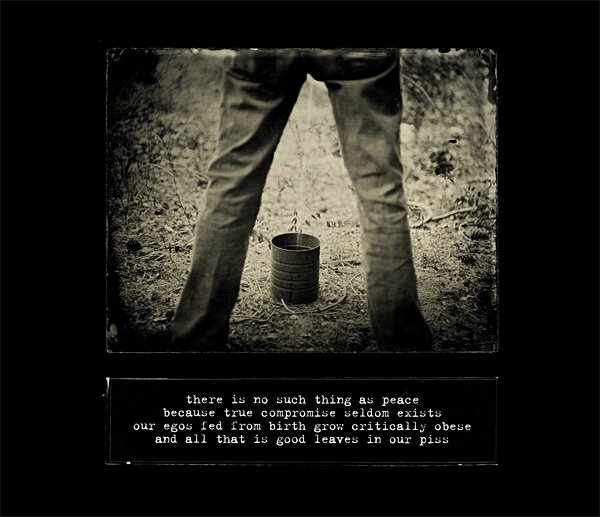 there is no such thing as peace
because true compromise seldom exists
our egos fed from birth grow critically obese
and all that is good leaves in our piss